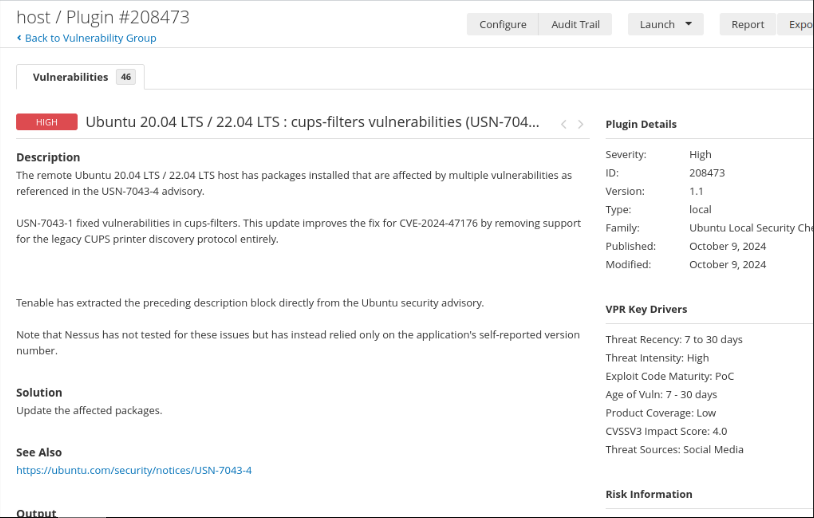 host / Plugin #208473
Back to Vulnerability Group
Configure
Audit Trail
Launch
Report
Expo
Vulnerabilities 46
HIGH
Ubuntu 20.04 LTS / 22.04 LTS : cups-filters vulnerabilities (USN-704...
Description
The remote Ubuntu 20.04 LTS / 22.04 LTS host has packages installed that are affected by multiple vulnerabilities as
referenced in the USN-7043-4 advisory.
USN-7043-1 fixed vulnerabilities in cups-filters. This update improves the fix for CVE-2024-47176 by removing support
for the legacy CUPS printer discovery protocol entirely.
Tenable has extracted the preceding description block directly from the Ubuntu security advisory.
Note that Nessus has not tested for these issues but has instead relied only on the application's self-reported version
number.
Solution
Update the affected packages.
See Also
https://ubuntu.com/security/notices/USN-7043-4
Output
Plugin Details
Severity: High
ID: 208473
Version: 1.1
Type: local
Family: Ubuntu Local Security Che
Published: October 9, 2024
Modified: October 9, 2024
VPR Key Drivers
Threat Recency: 7 to 30 days
Threat Intensity: High
Exploit Code Maturity: PoC
Age of Vuln: 7 - 30 days
Product Coverage: Low
CVSSV3 Impact Score: 4.0
Threat Sources: Social Media
Risk Information